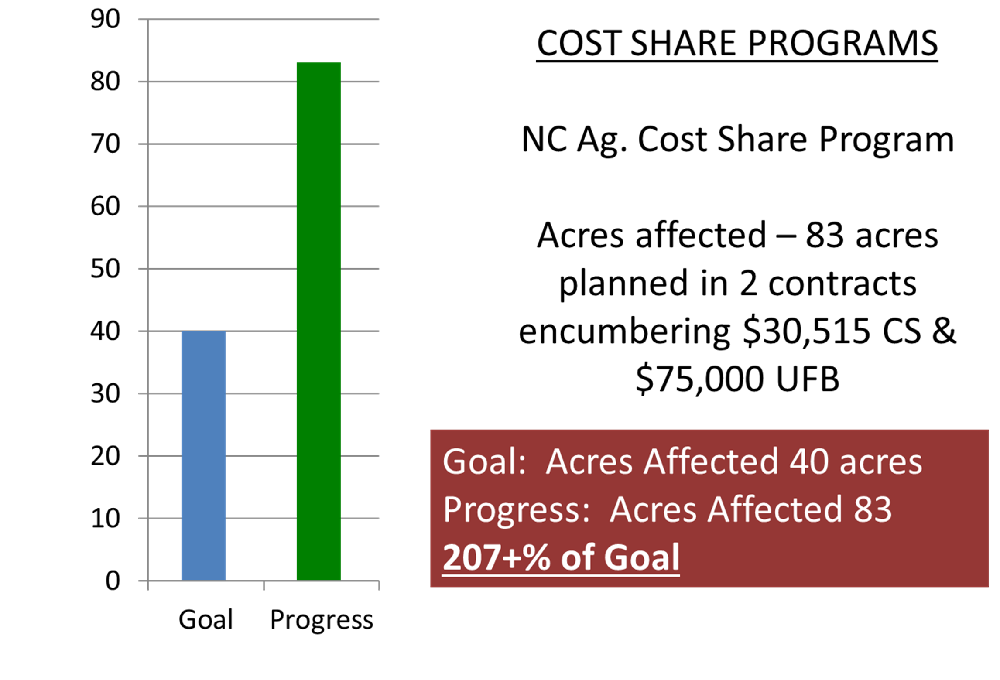 90
80
70
60
50
40
30
20
10
0
Goal
Progress
COST SHARE PROGRAMS
NC Ag. Cost Share Program
Acres affected – 83 acres
planned in 2 contracts
encumbering $30,515 CS &
$75,000 UFB
Goal:  Acres Affected 40 acres
Progress:  Acres Affected 83
207+% of Goal